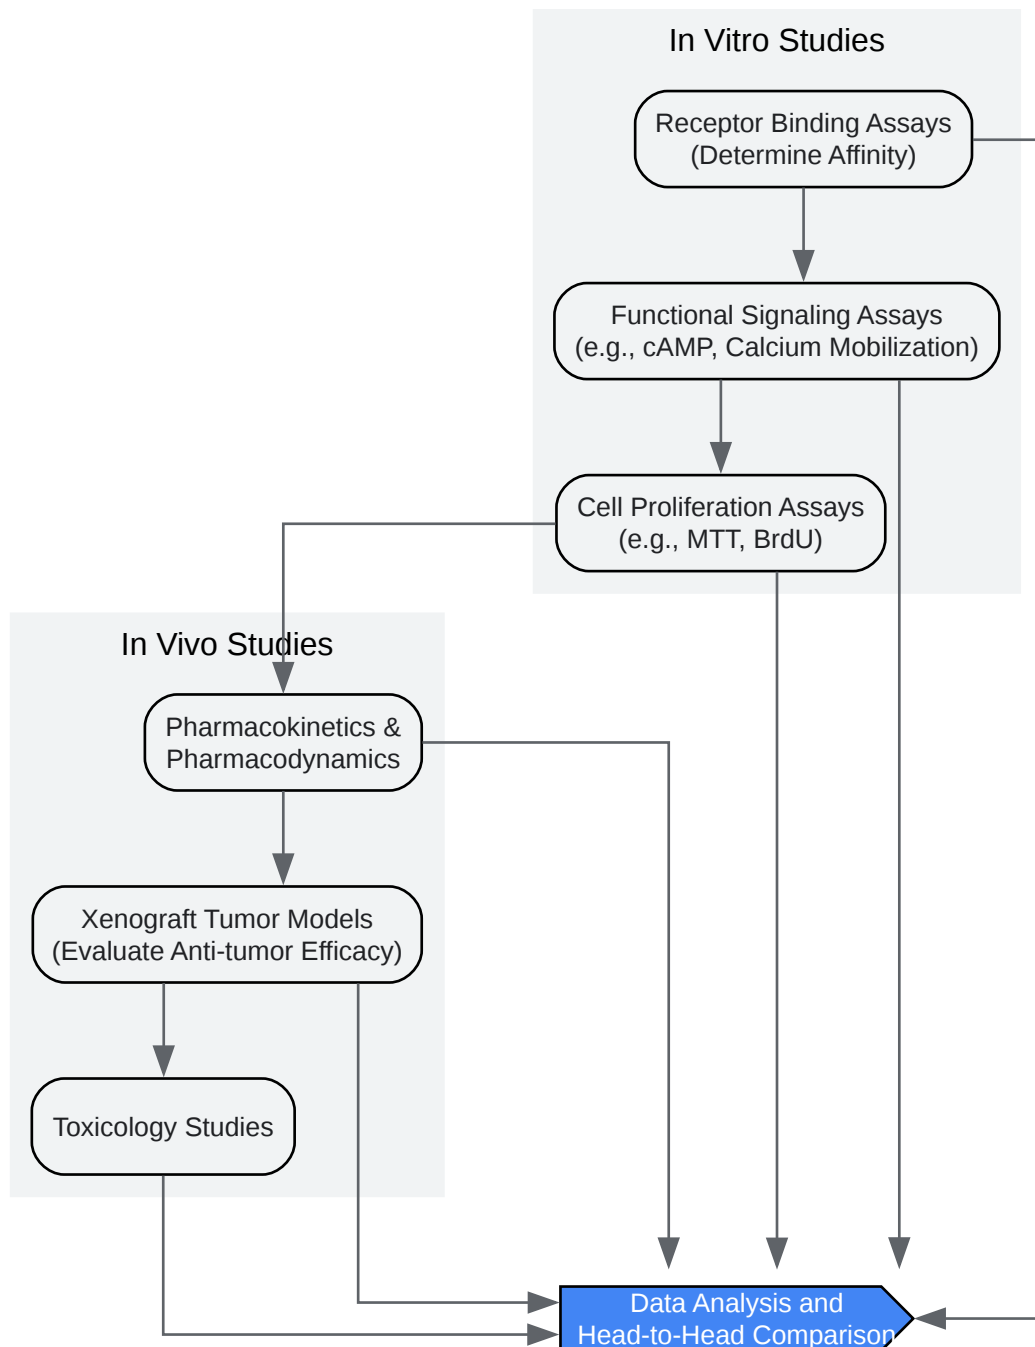 In Vitro Studies
Receptor Binding Assays
(Determine Affinity)
Functional Signaling Assays
(e.g., cAMP, Calcium Mobilization)
Cell Proliferation Assays
(e.g., MTT, BrdU)
In Vivo Studies
Pharmacokinetics &
Pharmacodynamics
Xenograft Tumor Models
(Evaluate Anti-tumor Efficacy)
Toxicology Studies
Data Analysis and
Head-to-Head Comparison